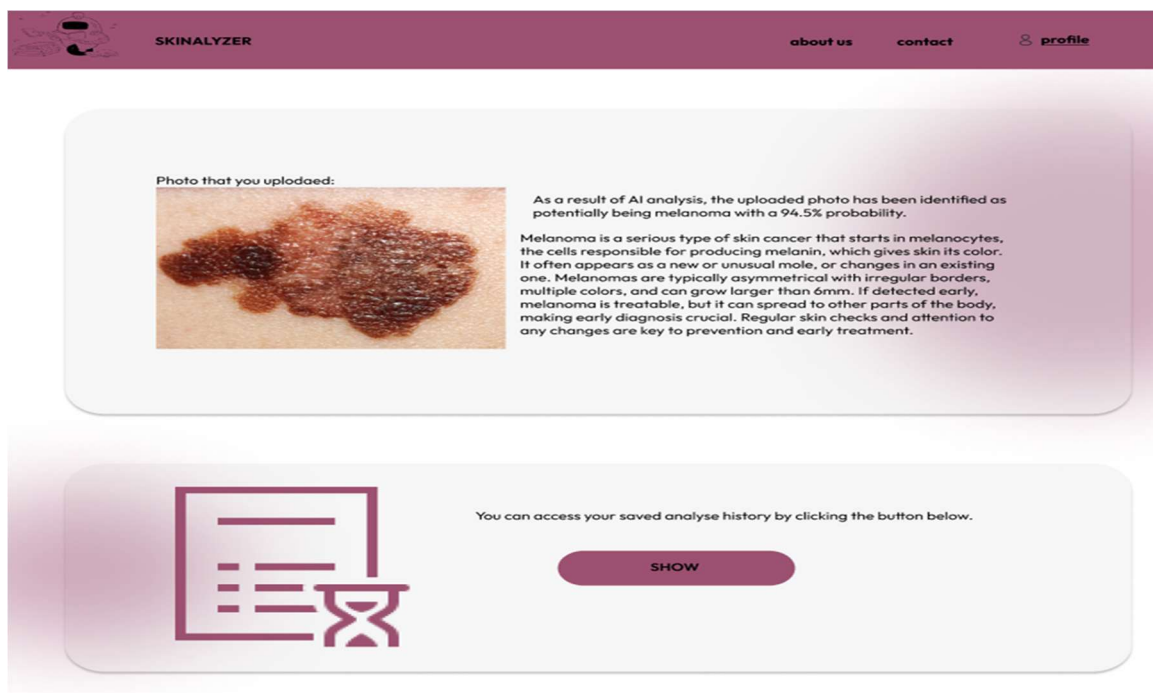 SKINALYZER
about us
contact
profile
Photo that you uplodaed:
As a result of AI analysis, the uploaded photo has been identified as
potentially being melanoma with a 94.5% probability.
Melanoma is a serious type of skin cancer that starts in melanocytes,
the cells responsible for producing melanin, which gives skin its color.
It often appears as a new or unusual mole, or changes in an existing
one. Melanomas are typically asymmetrical with irregular borders,
multiple colors, and can grow larger than 6mm. If detected early,
melanoma is treatable, but it can spread to other parts of the body,
making early diagnosis crucial. Regular skin checks and attention to
any changes are key to prevention and early treatment.
You can access your saved analyse history by clicking the button below.
SHOW